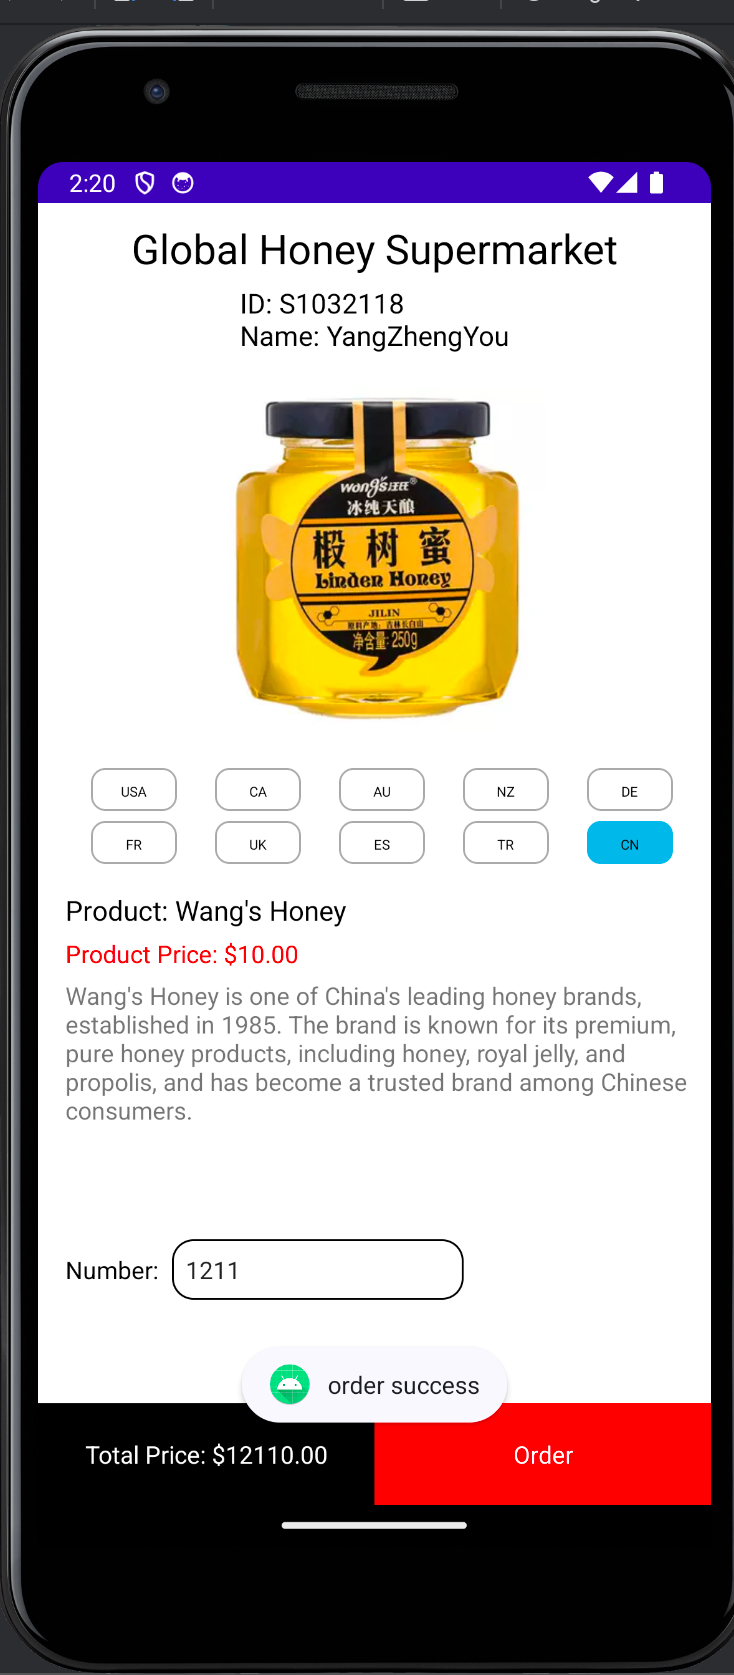 2:20
Global Honey Supermarket
ID: S1032118
Name: YangZhengYou
Wong's汪氏®
冰纯天酿
椴树蜜
Linden Honey
JILIN
原料产地：吉林长白山
净含量: 250g
USA CA AU NZ DE
FR UK ES TR CN
Product: Wang's Honey
Product Price: $10.00
Wang's Honey is one of China's leading honey brands,
established in 1985. The brand is known for its premium,
pure honey products, including honey, royal jelly, and
propolis, and has become a trusted brand among Chinese
consumers.
Number: 1211
order success
Total Price: $12110.00 Order